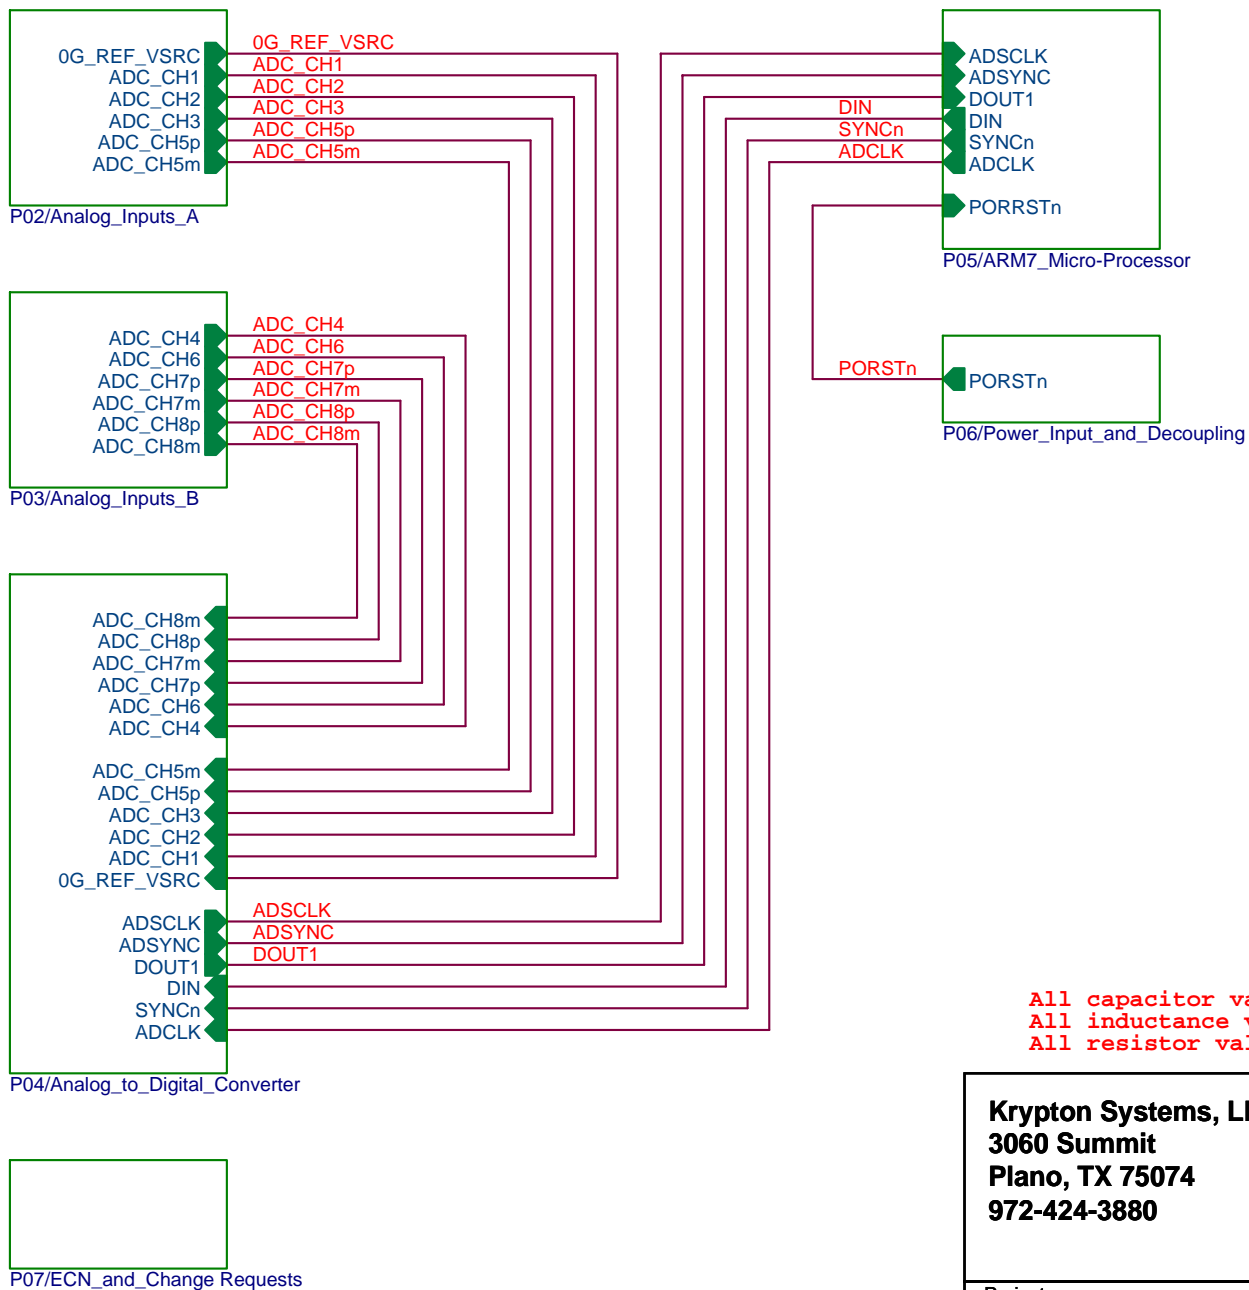 0G_REF_VSRC
ADC_CH1
ADC_CH2
ADC_CH3
ADC_CH5p
ADC_CH5m
0G_REF_VSRC
ADC_CH1
ADC_CH2
ADC_CH3
ADC_CH5p
ADC_CH5m
P02/Analog_Inputs_A
DIN
SYNCn
ADCLK
ADSCLK
ADSYNC
DOUT1
DIN
SYNCn
ADCLK
PORRSTn
P05/ARM7_Micro-Processor
ADC_CH4
ADC_CH6
ADC_CH7p
ADC_CH7m
ADC_CH8p
ADC_CH8m
ADC_CH4
ADC_CH6
ADC_CH7p
ADC_CH7m
ADC_CH8p
ADC_CH8m
P03/Analog_Inputs_B
PORSTn
PORSTn
P06/Power_Input_and_Decoupling
ADC_CH8m
ADC_CH8p
ADC_CH7m
ADC_CH7p
ADC_CH6
ADC_CH4
ADC_CH5m
ADC_CH5p
ADC_CH3
ADC_CH2
ADC_CH1
0G_REF_VSRC
ADSCLK
ADSYNC
DOUT1
DIN
SYNCn
ADCLK
ADSCLK
ADSYNC
DOUT1
P04/Analog_to_Digital_Converter
P07/ECN_and_Change Requests
All capacitor
All inductance
All resistor
Krypton Systems,
3060 Summit
Plano, TX 75074
972-424-3880